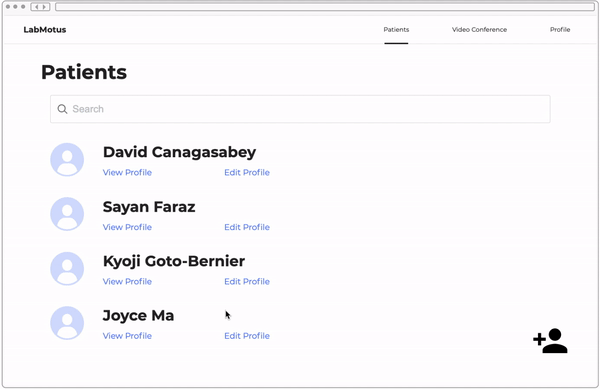 LabMotus Patients Video Conference Profile
Patients
Search
David Canagasabey
View Profile Edit Profile
Sayan Faraz
View Profile Edit Profile
Kyoji Goto-Bernier
View Profile Edit Profile
Joyce Ma
View Profile Edit Profile